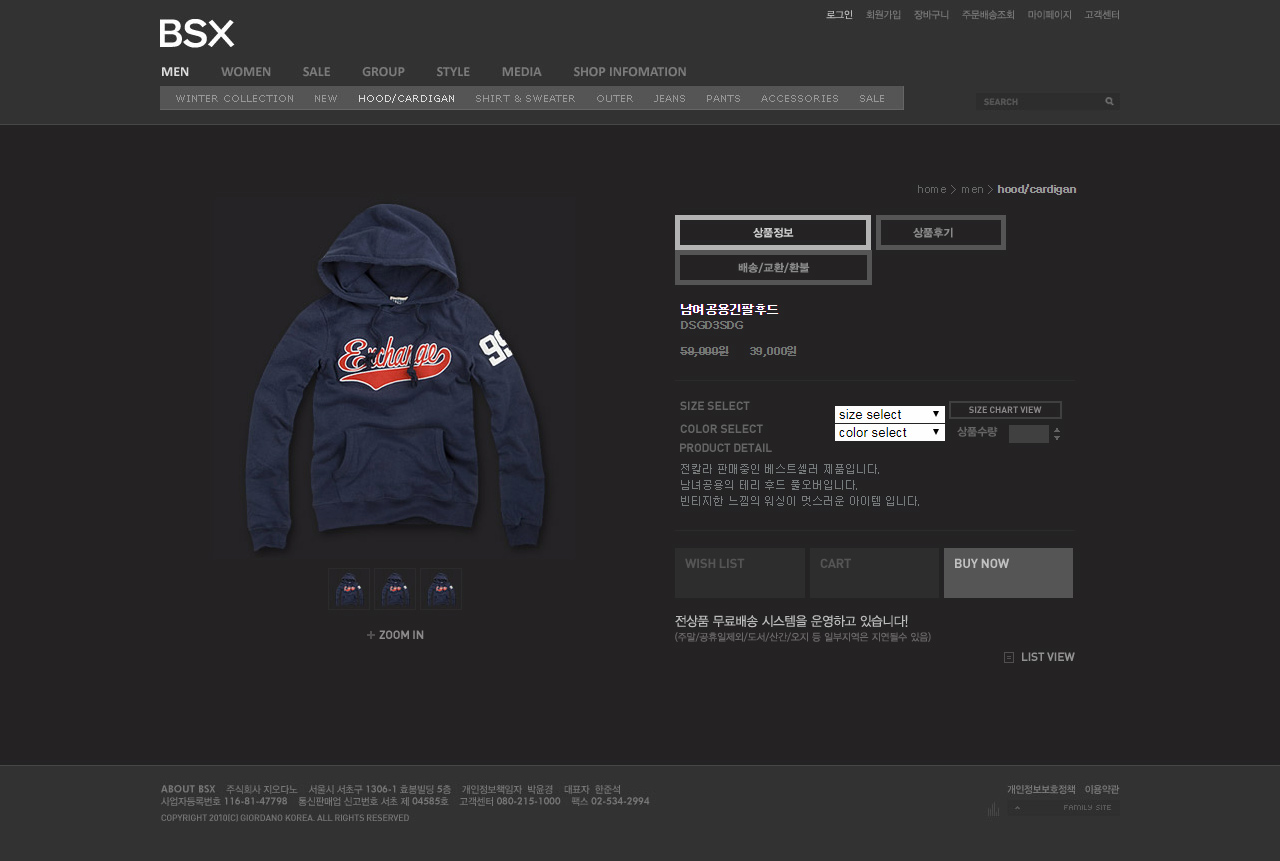 로그인 회원가입 장바구니 주문배송조회 마이페이지 고객센터
BSX
MEN WOMEN SALE GROUP STYLE MEDIA SHOP INFOMATION
WINTER COLLECTION NEW HOOD/CARDIGAN SHIRT & SWEATER OUTER JEANS PANTS ACCESSORIES SALE
SEARCH
home > men > hood/cardigan
상품정보 상품후기
배송/교환/환불
Exchange
99
남여공용긴팔후드
DSGD3SDG
59,000원 39,000원
SIZE SELECT size select SIZE CHART VIEW
COLOR SELECT color select 상품수량
PRODUCT DETAIL
전칼라 판매중인 베스트셀러 제품입니다.
남녀공용의 테리 후드 풀오버입니다.
빈티지한 느낌의 워싱이 멋스러운 아이템 입니다.
WISH LIST CART BUY NOW
전상품 무료배송 시스템을 운영하고 있습니다!
(주말/공휴일제외/도서/산간/오지 등 일부지역은 지연될수 있음)
+ ZOOM IN
LIST VIEW
ABOUT BSX 주식회사 지오다노 서울시 서초구 1306-1 효봉빌딩 5층 개인정보책임자 박윤경 대표자 한준석
사업자등록번호 116-81-47798 통신판매업 신고번호 서초 제 04585호 고객센터 080-215-1000 팩스 02-534-2994
COPYRIGHT 2010(C) GIORDANO KOREA. ALL RIGHTS RESERVED
개인정보보호정책 이용약관
FAMILY SITE